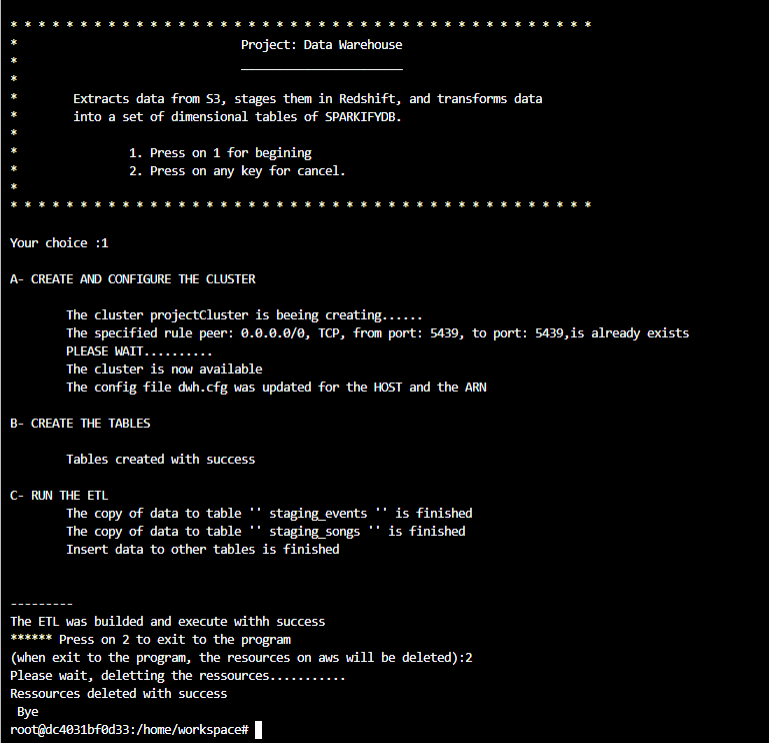 * * * * * * * * * * * * * * * * * * * * * * * * * * * * * * * * * * * * * * * * * *
* Project: Data Warehouse
* _______________________
*
* Extracts data from S3, stages them in Redshift, and transforms data
* into a set of dimensional tables of SPARKIFYDB.
*
* 1. Press on 1 for begining
* 2. Press on any key for cancel.
*
* * * * * * * * * * * * * * * * * * * * * * * * * * * * * * * * * * * * * * * * * *
Your choice :1
A- CREATE AND CONFIGURE THE CLUSTER
The cluster projectCluster is beeing creating......
The specified rule peer: 0.0.0.0/0, TCP, from port: 5439, to port: 5439,is already exists
PLEASE WAIT..........
The cluster is now available
The config file dwh.cfg was updated for the HOST and the ARN
B- CREATE THE TABLES
Tables created with success
C- RUN THE ETL
The copy of data to table '' staging_events '' is finished
The copy of data to table '' staging_songs '' is finished
Insert data to other tables is finished
---------
The ETL was builded and execute withh success
****** Press on 2 to exit to the program
(when exit to the program, the resources on aws will be deleted):2
Please wait, deletting the ressources...........
Ressources deleted with success
Bye
root@dc4031bf0d33:/home/workspace#